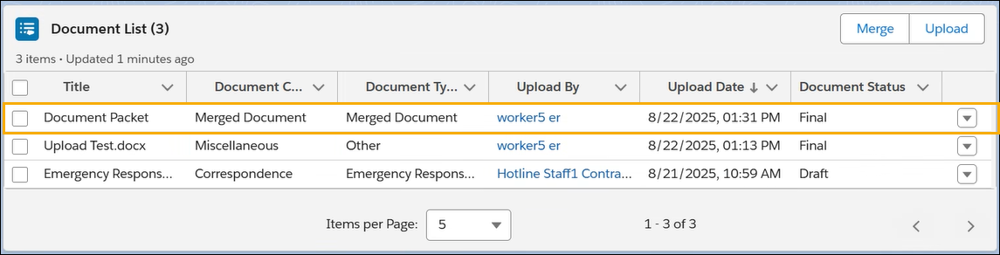 Document List (3)
Merge Upload
3 items • Updated 1 minutes ago
Title Document C... Document Ty... Upload By Upload Date Document Status
Document Packet Merged Document Merged Document worker5 er 8/22/2025, 01:31 PM Final
Upload Test.docx Miscellaneous Other worker5 er 8/22/2025, 01:13 PM Final
Emergency Respons... Correspondence Emergency Respons... Hotline Staff1 Contra... 8/21/2025, 10:59 AM Draft
Items per Page: 5 1 - 3 of 3